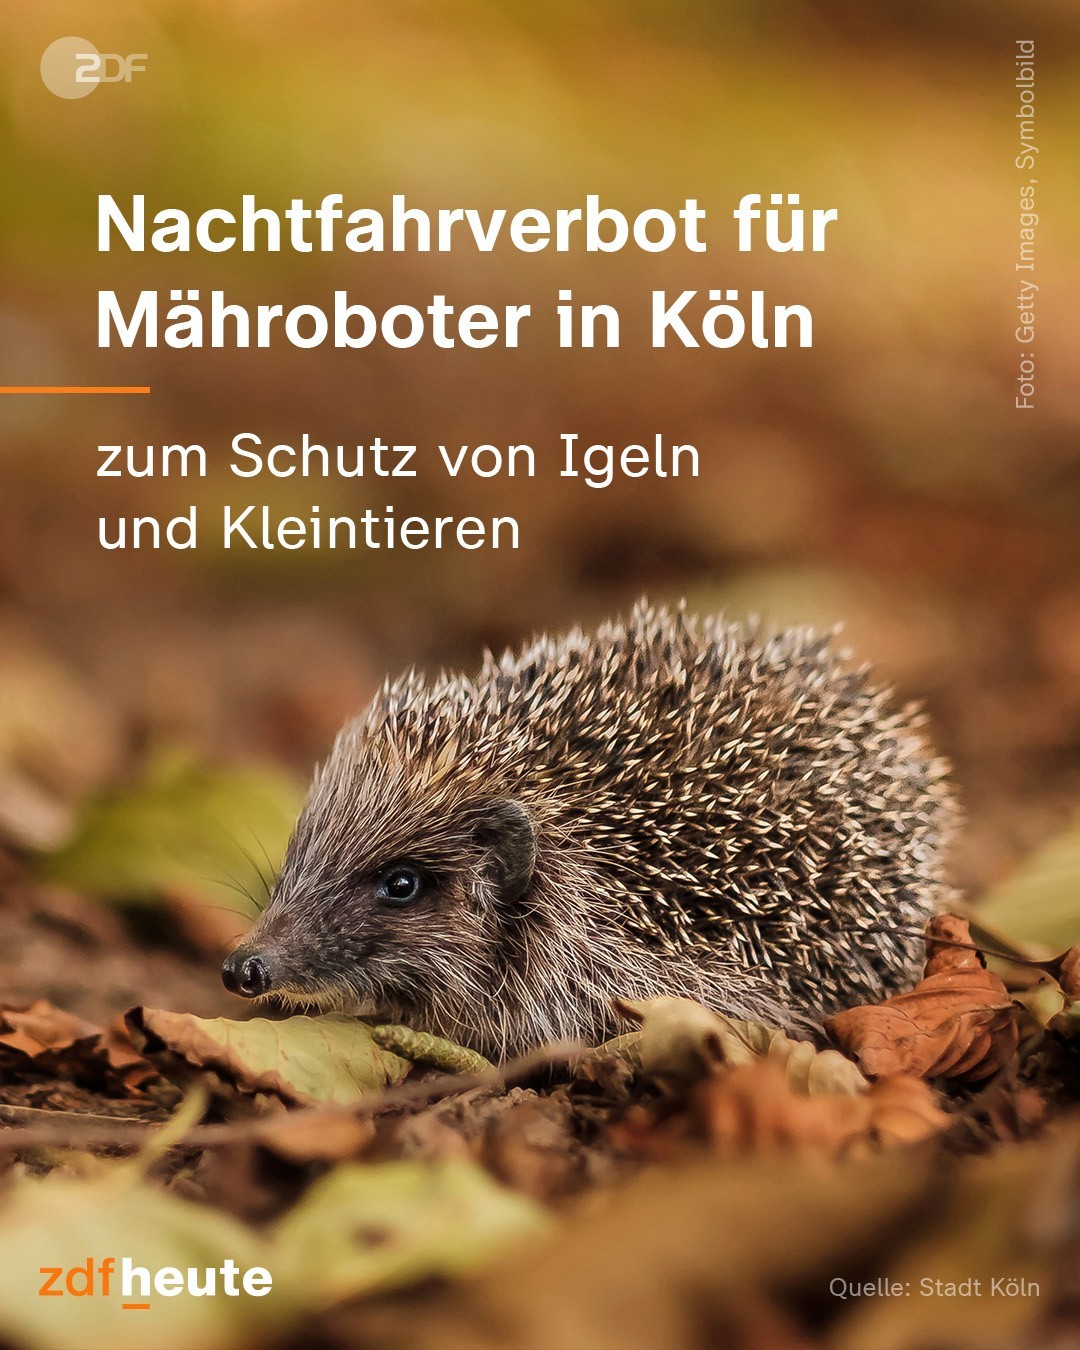 ZDF
Foto: Getty Images, Symbolbild
Nachtfahrverbot für
Mähroboter in Köln
zum Schutz von Igeln
und Kleintieren
zdfheute
Quelle: Stadt Köln